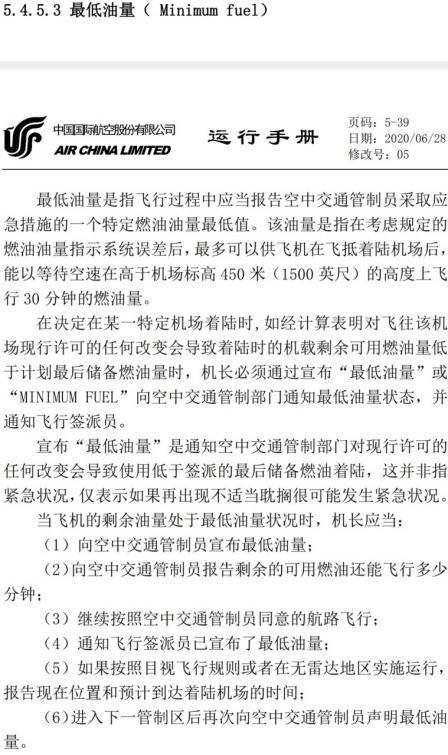 5.4.5.3 最低油量（ Minimum fuel）
中国国际航空股份有限公司
AIR CHINA LIMITED
运行手册
页码：5-39
日期：2020/06/28
修改号：05
最低油量是指飞行过程中应当报告空中交通管制员采取应
急措施的一个特定燃油油量最低值。该油量是指在考虑规定的
燃油油量指示系统误差后，最多可以供飞机在飞抵着陆机场后，
能以等待空速在高于机场标高 450 米（1500 英尺）的高度上飞
行 30 分钟的燃油量。
在决定在某一特定机场着陆时,如经计算表明对飞往该机
场现行许可的任何改变会导致着陆时的机载剩余可用燃油量低
于计划最后储备燃油量时，机长必须通过宣布“最低油量”或
“MINIMUM FUEL”向空中交通管制部门通知最低油量状态，并
通知飞行签派员。
宣布“最低油量”是通知空中交通管制部门对现行许可的
任何改变会导致使用低于签派的最后储备燃油着陆，这并非指
紧急状况，仅表示如果再出现不适当耽搁很可能发生紧急状况。
当飞机的剩余油量处于最低油量状况时，机长应当：
（1）向空中交通管制员宣布最低油量；
（2）向空中交通管制员报告剩余的可用燃油还能飞行多少
分钟；
（3）继续按照空中交通管制员同意的航路飞行；
（4）通知飞行签派员已宣布了最低油量；
（5）如果按照目视飞行规则或者在无雷达地区实施运行，
报告现在位置和预计到达着陆机场的时间；
（6）进入下一管制区后再次向空中交通管制员声明最低油
量。